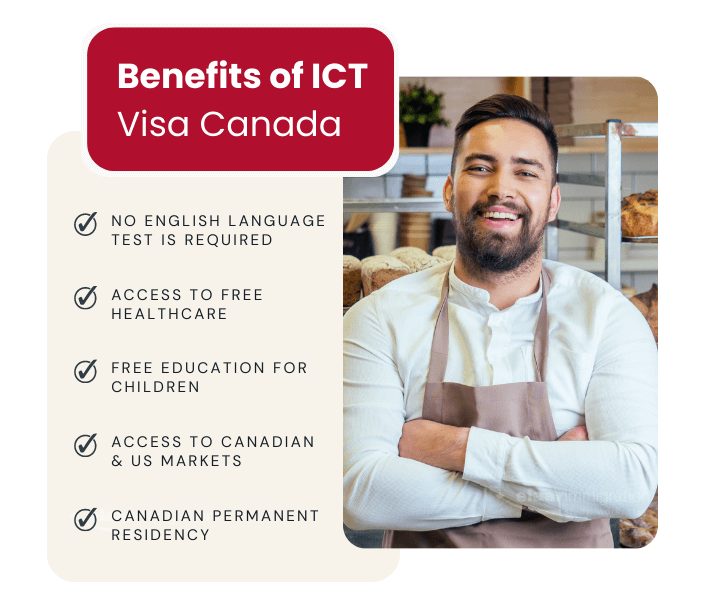 Benefits of ICT
Visa Canada
NO ENGLISH LANGUAGE
TEST IS REQUIRED
ACCESS TO FREE
HEALTHCARE
FREE EDUCATION FOR
CHILDREN
ACCESS TO CANADIAN
& US MARKETS
CANADIAN PERMANENT
RESIDENCY